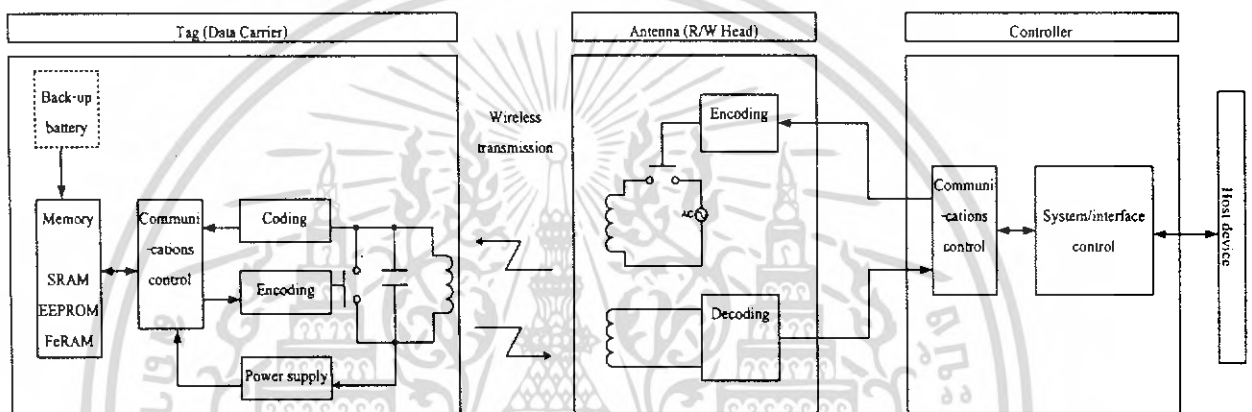 Tag (Data Carrier)
Antenna (R/W Head)
Controller
Back-up
battery
Memory
SRAM
EEPROM
FeRAM
Communi
-cations
control
Coding
Encoding
Power supply
Wireless
transmission
Encoding
AC
Decoding
Communi
-cations
control
System/interface
control
Host device